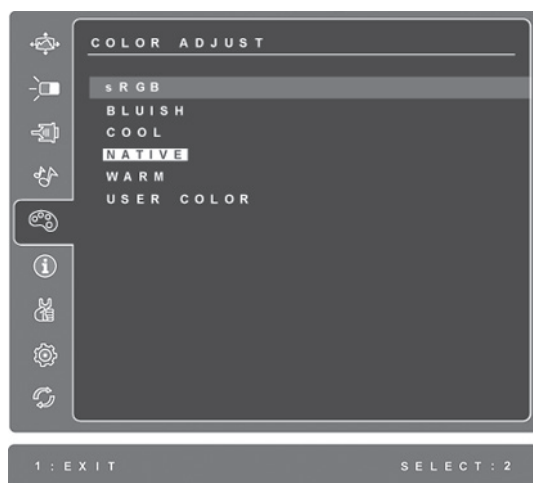 COLOR ADJUST
sRGB
BLUISH
COOL
NATIVE
WARM
USER COLOR
1:EXIT SELECT:2